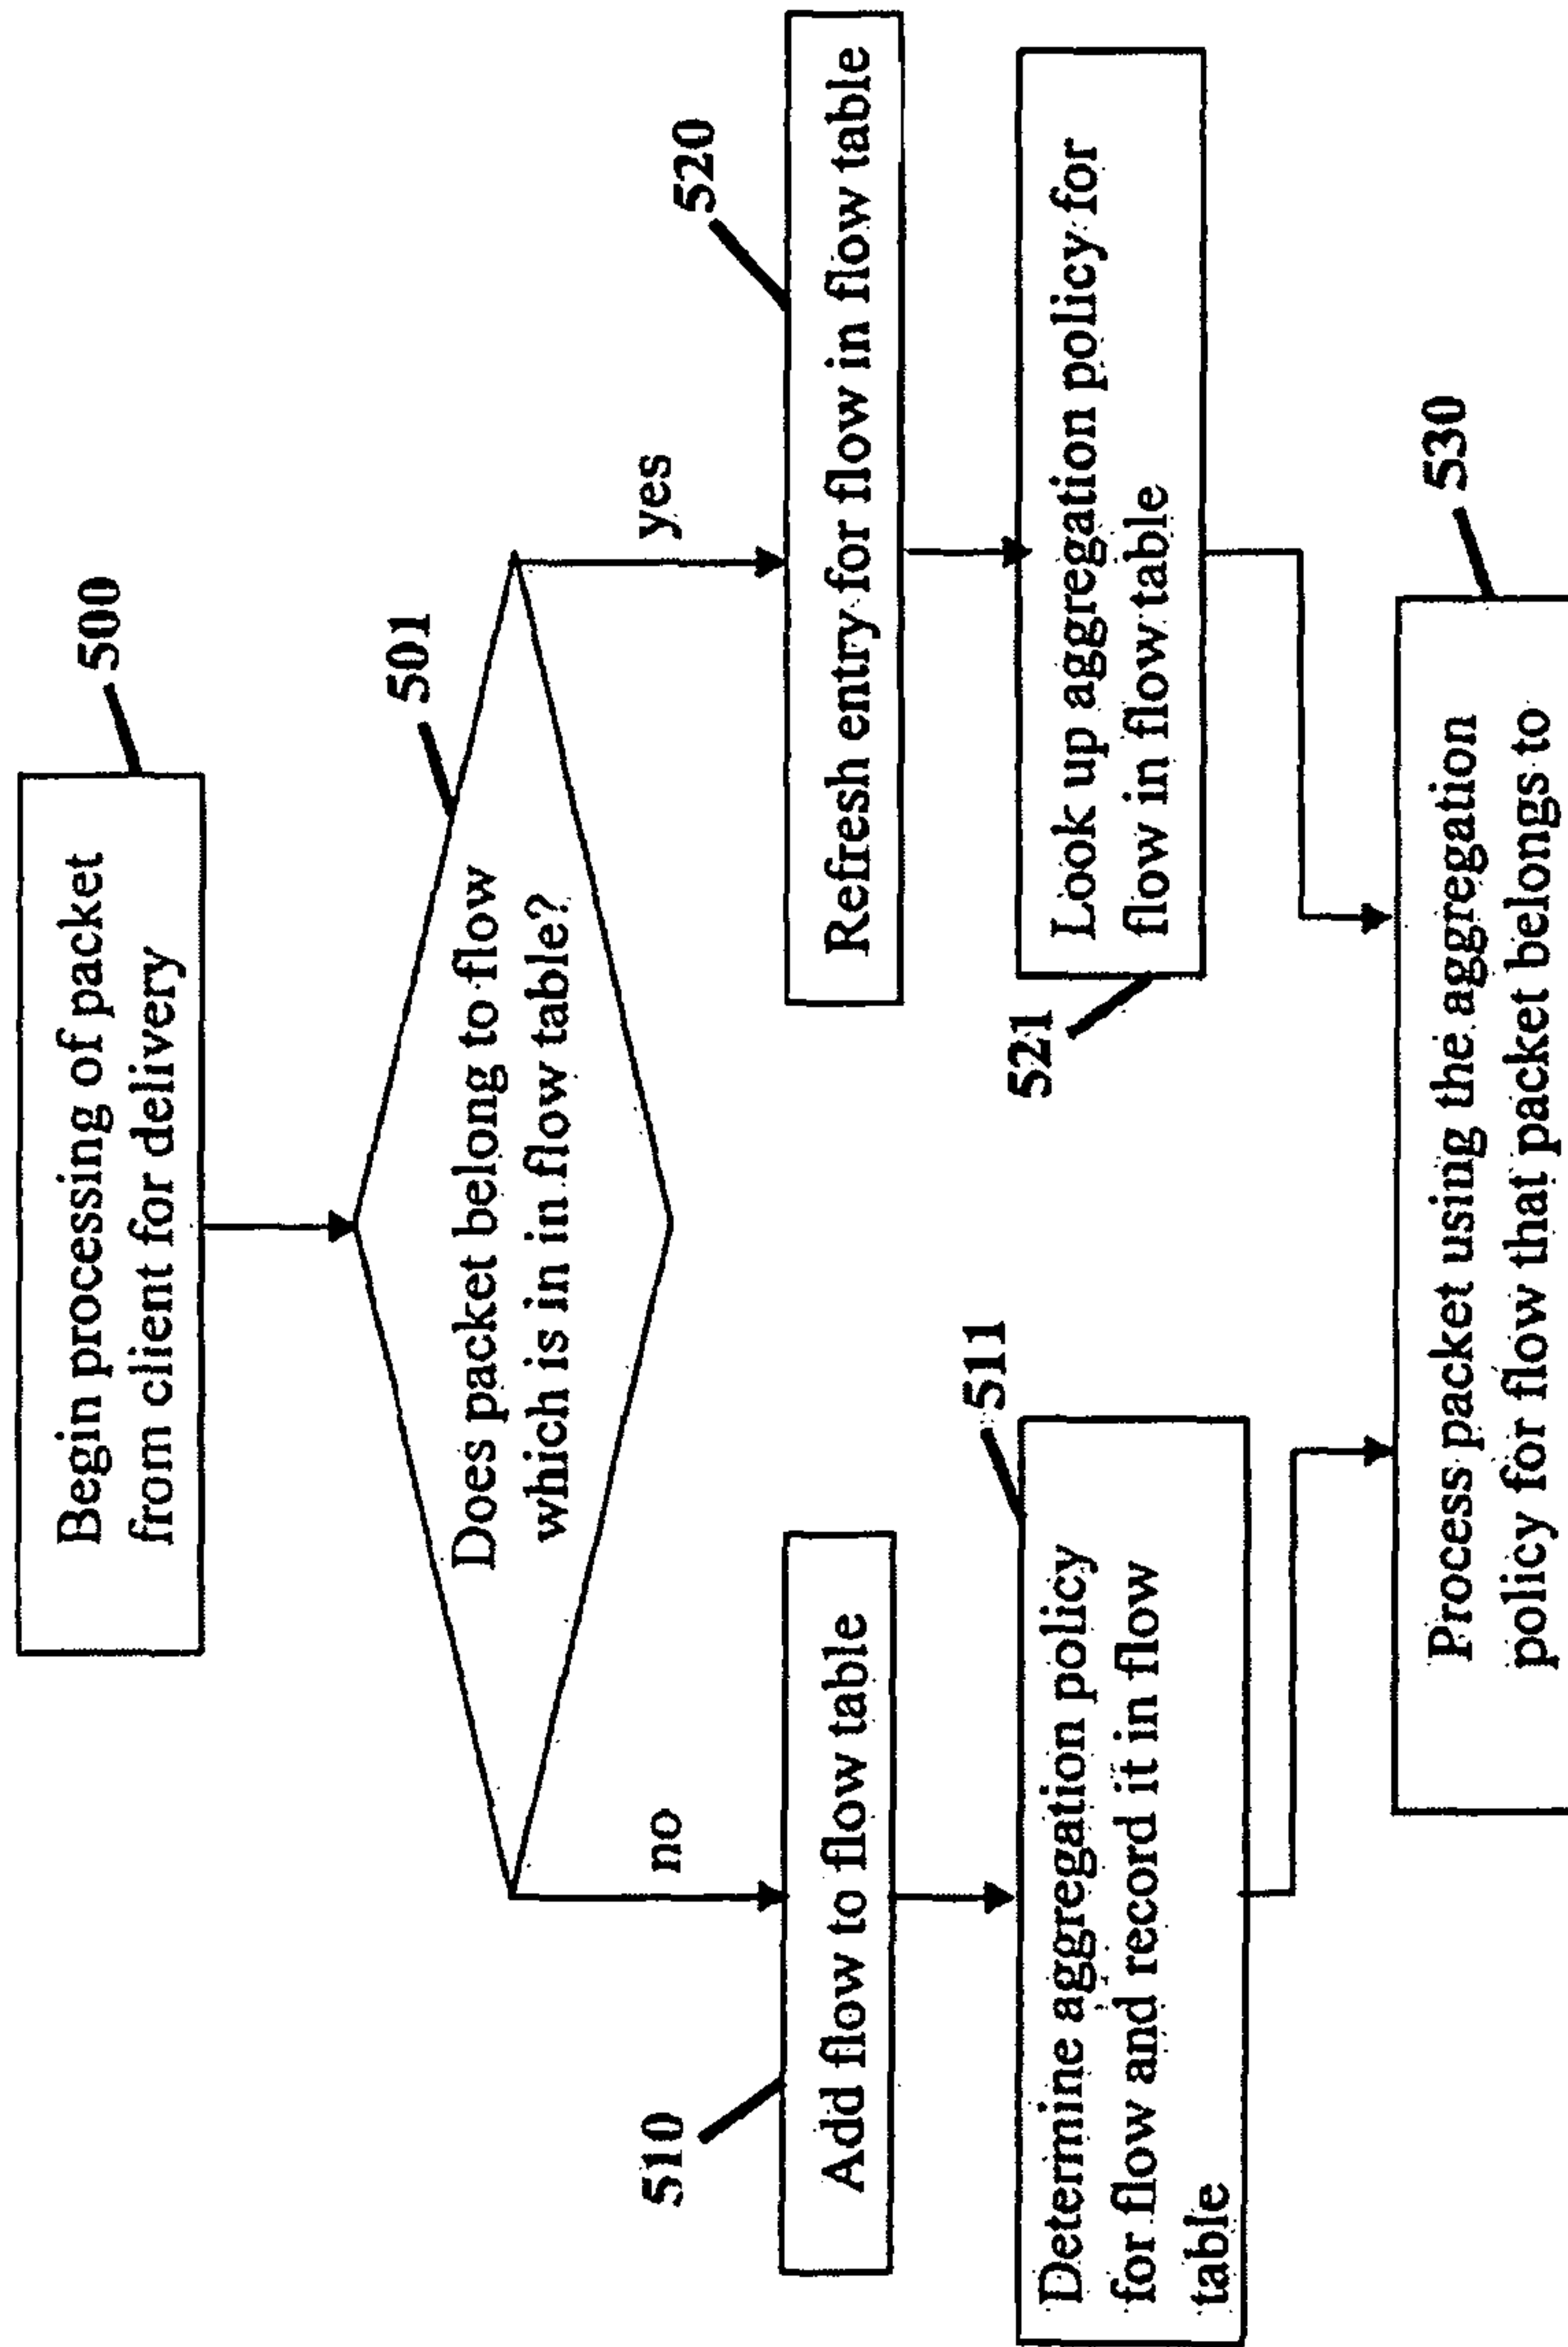 Begin processing of packet
from client for delivery
500
501
Does packet belong to flow
which is in flow table?
no
yes
510
Add flow to flow table
520
Refresh entry for flow in flow table
511
Determine aggregation policy
for flow and record it in flow
table
521
Look up aggregation policy for
flow in flow table
530
Process packet using the aggregation
policy for flow that packet belongs to